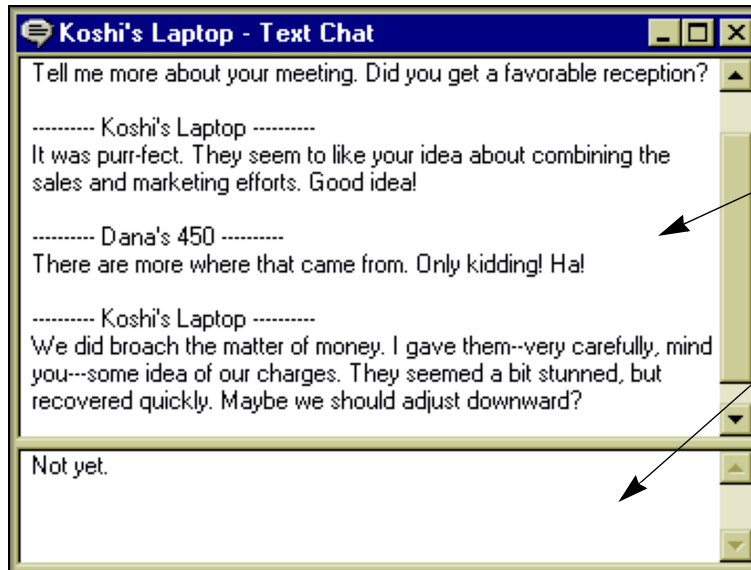 Koshi's Laptop - Text Chat
Tell me more about your meeting. Did you get a favorable reception?
---------- Koshi's Laptop ----------
It was purr-fect. They seem to like your idea about combining the
sales and marketing efforts. Good idea!
---------- Dana's 450 ----------
There are more where that came from. Only kidding! Ha!
---------- Koshi's Laptop ----------
We did broach the matter of money. I gave them--very carefully, mind
you---some idea of our charges. They seemed a bit stunned, but
recovered quickly. Maybe we should adjust downward?
Not yet.